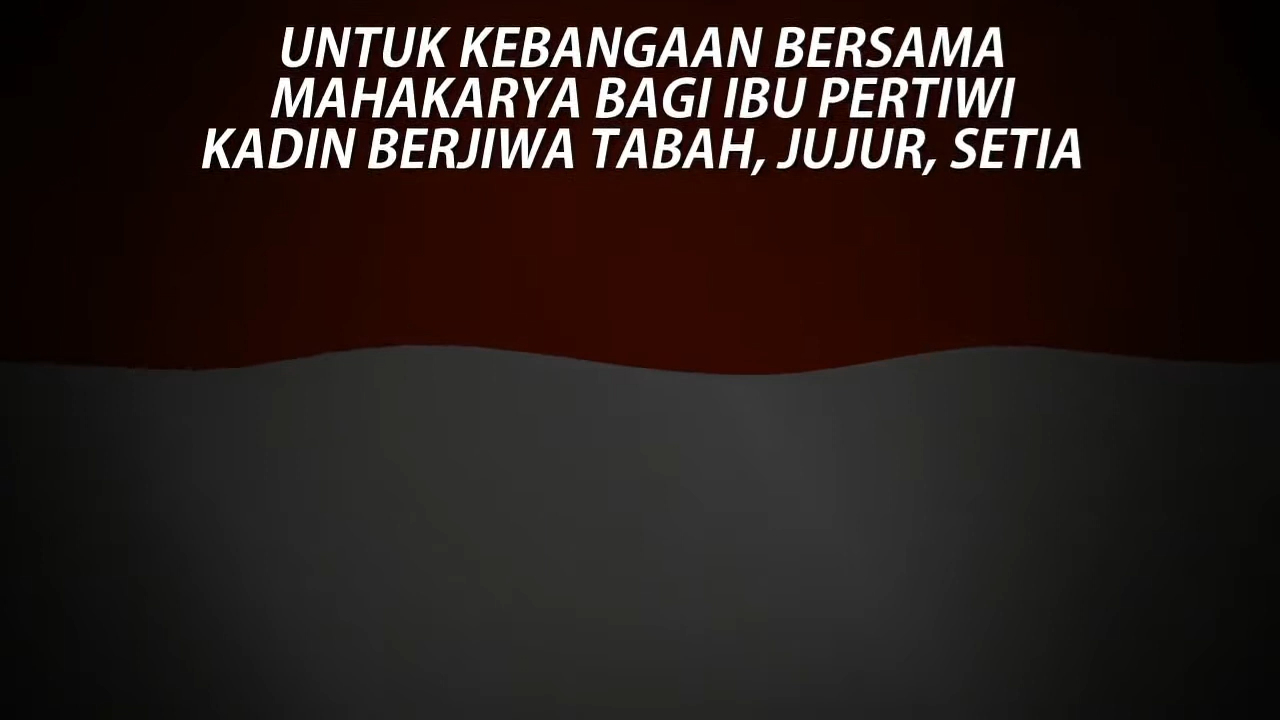 UNTUK KEBANGAAN BERSAMA
MAHAKARYA BAGI IBU PERTIWI
KADIN BERJIWA TABAH, JUJUR, SETIA